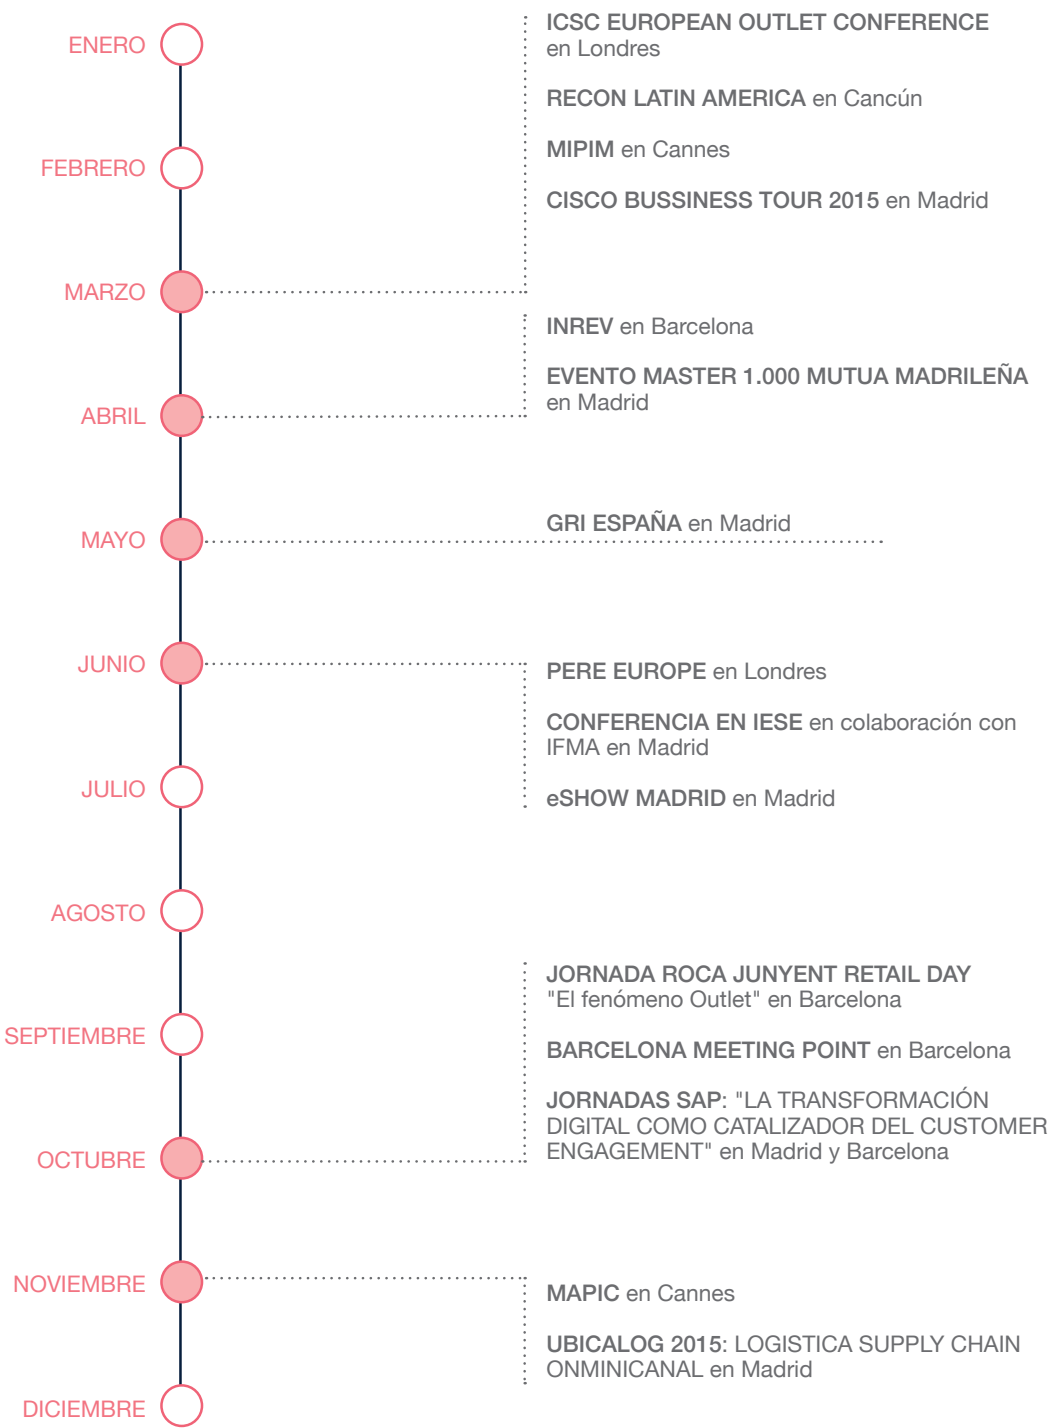 ENERO
ICSC EUROPEAN OUTLET CONFERENCE
en Londres
RECON LATIN AMERICA en Cancún
MIPIM en Cannes
FEBRERO
CISCO BUSSINESS TOUR 2015 en Madrid
MARZO
INREV en Barcelona
EVENTO MASTER 1.000 MUTUA MADRILEÑA
en Madrid
ABRIL
GRI ESPAÑA en Madrid
MAYO
JUNIO
PERE EUROPE en Londres
CONFERENCIA EN IESE en colaboración con
IFMA en Madrid
JULIO
eSHOW MADRID en Madrid
AGOSTO
JORNADA ROCA JUNYENT RETAIL DAY
"El fenómeno Outlet" en Barcelona
SEPTIEMBRE
BARCELONA MEETING POINT en Barcelona
JORNADAS SAP: "LA TRANSFORMACIÓN
DIGITAL COMO CATALIZADOR DEL CUSTOMER
ENGAGEMENT" en Madrid y Barcelona
OCTUBRE
NOVIEMBRE
MAPIC en Cannes
UBICALOG 2015: LOGISTICA SUPPLY CHAIN
ONMINICANAL en Madrid
DICIEMBRE